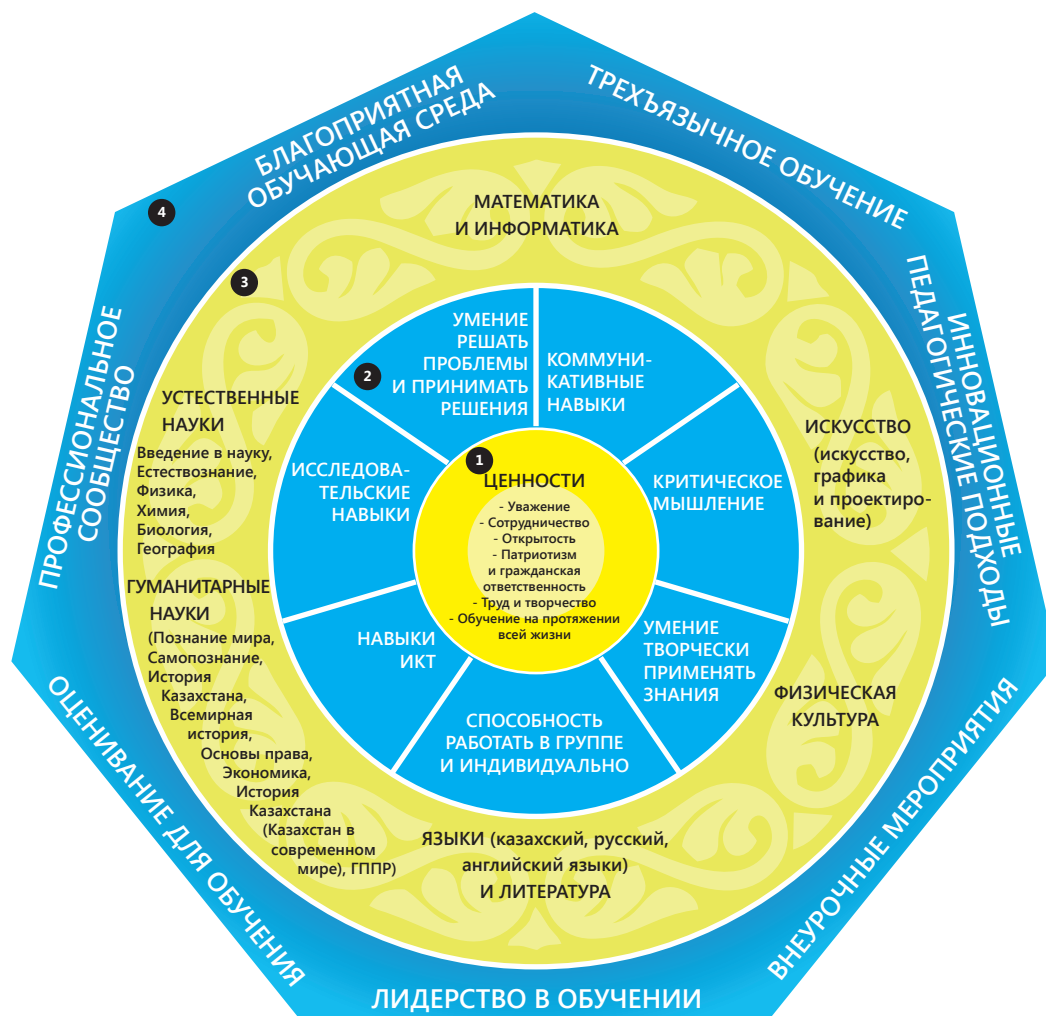 БЛАГОПРИЯТНАЯ
ОБУЧАЮЩАЯ СРЕДА
ТРЕХЪЯЗЫЧНОЕ ОБУЧЕНИЕ
ИННОВАЦИОННЫЕ
ПЕДАГОГИЧЕСКИЕ ПОДХОДЫ
ВНЕУРОЧНЫЕ МЕРОПРИЯТИЯ
ЛИДЕРСТВО В ОБУЧЕНИИ
ОЦЕНИВАНИЕ ДЛЯ ОБУЧЕНИЯ
ПРОФЕССИОНАЛЬНОЕ
СООБЩЕСТВО
4
3
МАТЕМАТИКА
И ИНФОРМАТИКА
ИСКУССТВО
(искусство,
графика
и проектиро-
вание)
ФИЗИЧЕСКАЯ
КУЛЬТУРА
ЯЗЫКИ (казахский, русский,
английский языки)
И ЛИТЕРАТУРА
ГУМАНИТАРНЫЕ
НАУКИ
(Познание мира,
Самопознание,
История
Казахстана,
Всемирная
история,
Основы права,
Экономика,
История
Казахстана
(Казахстан в
современном
мире), ГППР)
УСТЕСТВЕННЫЕ
НАУКИ
Введение в науку,
Естествознание,
Физика,
Химия,
Биология,
География
2
УМЕНИЕ
РЕШАТЬ
ПРОБЛЕМЫ
И ПРИНИМАТЬ
РЕШЕНИЯ
КОММУНИ-
КАТИВНЫЕ
НАВЫКИ
КРИТИЧЕСКОЕ
МЫШЛЕНИЕ
УМЕНИЕ
ТВОРЧЕСКИ
ПРИМЕНЯТЬ
ЗНАНИЯ
СПОСОБНОСТЬ
РАБОТАТЬ В ГРУППЕ
И ИНДИВИДУАЛЬНО
НАВЫКИ
ИКТ
ИССЛЕДОВА-
ТЕЛЬСКИЕ
НАВЫКИ
1
ЦЕННОСТИ
- Уважение
- Сотрудничество
- Открытость
- Патриотизм
и гражданская
ответственность
- Труд и творчество
- Обучение на протяжении
всей жизни